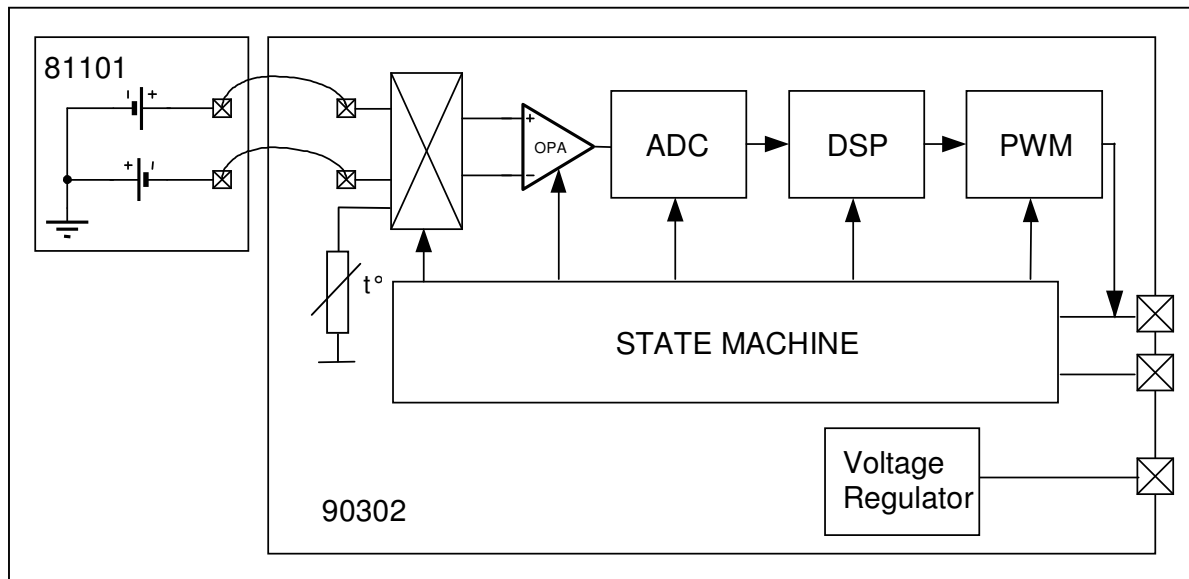 81101
+
+
+
−
OPA
ADC
DSP
PWM
t°
STATE MACHINE
Voltage
Regulator
90302